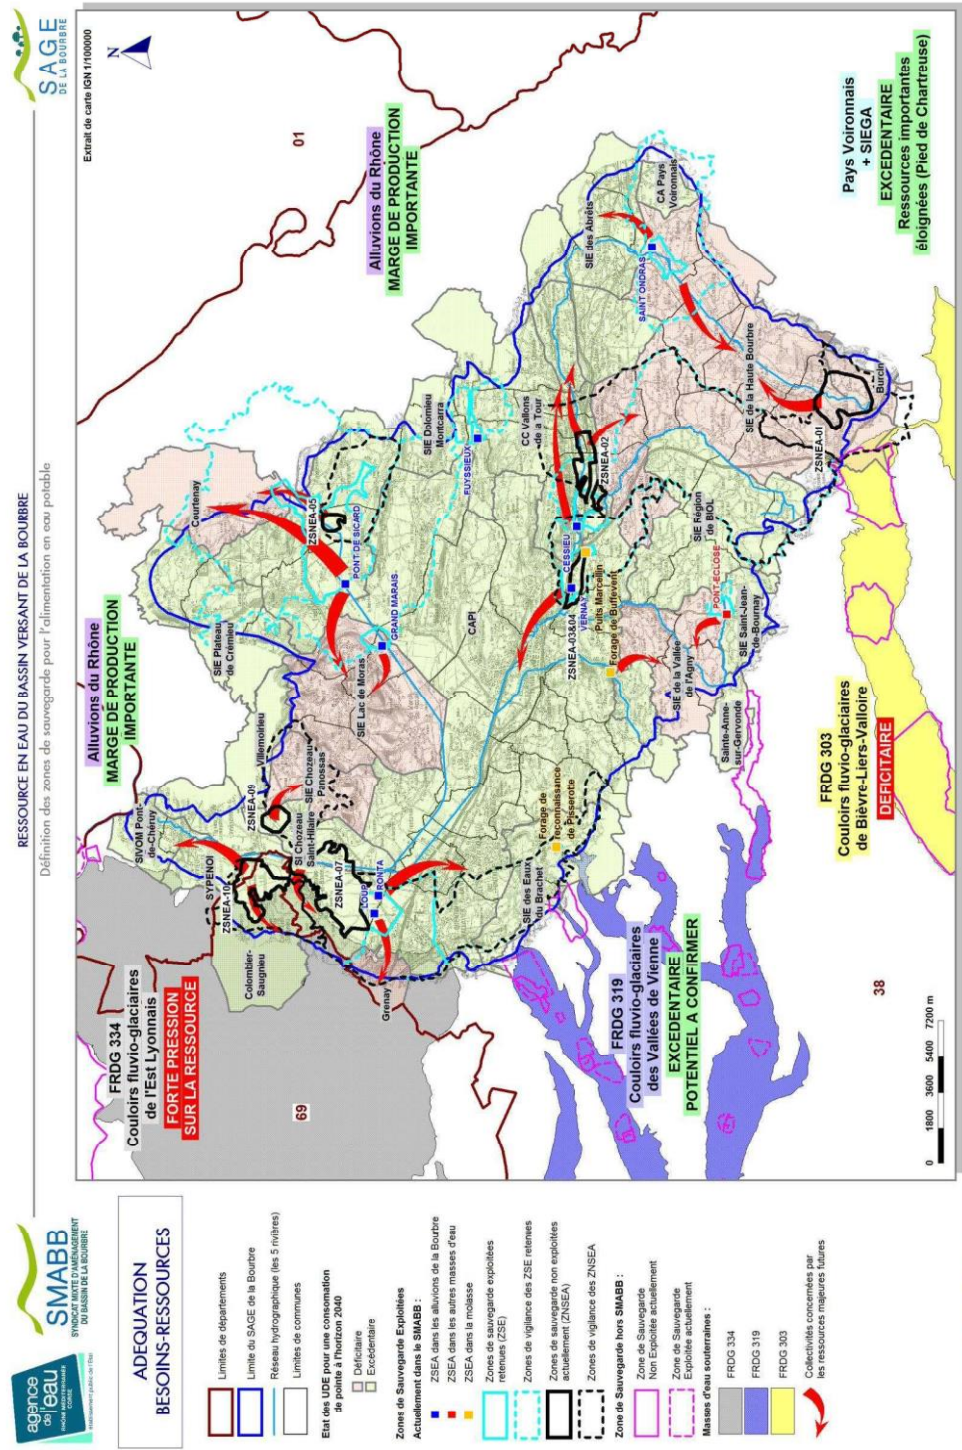 RESSOURCE EN EAU DU BASSIN VERSANT DE LA BOURBRE
Définition des zones de sauvegarde pour l'alimentation en eau potable
SAGE
DE LA BOURBRE
agence
de l'eau
RHÔNE MÉDITERRANÉE
CORSE
établissement public de l'Etat
SMABB
SYNDICAT MIXTE D'AMÉNAGEMENT
DU BASSIN DE LA BOURBRE
ADEQUATION
BESOINS-RESSOURCES
Limites de départements
Limite du SAGE de la Bourbre
Réseau hydrographique (les 5 rivières)
Limites de communes
Etat des UDE pour une consomation
de pointe à l'horizon 2040
Déficitaire
Excédentaire
Zones de Sauvegarde Exploitées
Actuellement dans le SMABB :
ZSEA dans les alluvions de la Bourbre
ZSEA dans les autres masses d'eau
ZSEA dans la molasse
Zones de sauvegarde exploitées
retenues (ZSE)
Zones de vigilance des ZSE retenues
Zones de sauvegarde non exploitées
actuellement (ZNSEA)
Zones de vigilance des ZNSEA
Zone de Sauvegarde hors SMABB :
Zone de Sauvegarde
Non Exploitée actuellement
Zone de Sauvegarde
Exploitée actuellement
Masses d'eau souterraines :
FRDG 334
FRDG 319
FRDG 303
Collectivités concernées par
les ressources majeures futures
Extrait de carte IGN 1/100000
N
01
Alluvions du Rhône
MARGE DE PRODUCTION
IMPORTANTE
Alluvions du Rhône
MARGE DE PRODUCTION
IMPORTANTE
FRDG 334
Couloirs fluvio-glaciaires
de l'Est Lyonnais
FORTE PRESSION
SUR LA RESSOURCE
69
Colombier-
Saugnieu
SIVOM Pont-
de-Chéruy
SYPENOI
ZSNEA-10
ZSNEA-09
Villemoirieu
SIE Chozeau
Panossas
SI Chozeau
Saint-Hilaire
ZSNEA-07
LOUP
RONTA
Grenay
SIE Plateau
de Crémieu
Courtenay
ZSNEA-05
PONT DE SICARD
GRAND MARAIS
SIE Lac de Moras
SIE Dolomieu
Montcarra
FUYSSIEUX
CAPI
CC Vallons
de a Tour
CESSIEU
VERNAY
ZSNEA-03&04
ZSNEA-02
Puits Marcellin
Forage de Buffevent
SIE des Abrêts
CA Pays
Voironnais
SAINT ONDRAS
SIE de la Haute Bourbre
Burcin
ZSNEA-01
SIE Région
de BIOL
PONT-ECLOSE
SIE Saint-Jean-
de-Bournay
SIE de la Vallée
de l'Agny
Sainte-Anne-
sur-Gervonde
Forage de
reconnaissance
de Pisserote
SIE des Eaux
du Brachet
Pays Voironnais
+ SIEGA
EXCEDENTAIRE
Ressources importantes
éloignées (Pied de Chartreuse)
FRDG 319
Couloirs fluvio-glaciaires
des Vallées de Vienne
EXCEDENTAIRE
POTENTIEL A CONFIRMER
FRDG 303
Couloirs fluvio-glaciaires
de Bièvre-Liers-Valloire
DEFICITAIRE
38
0 1800 3600 5400 7200 m